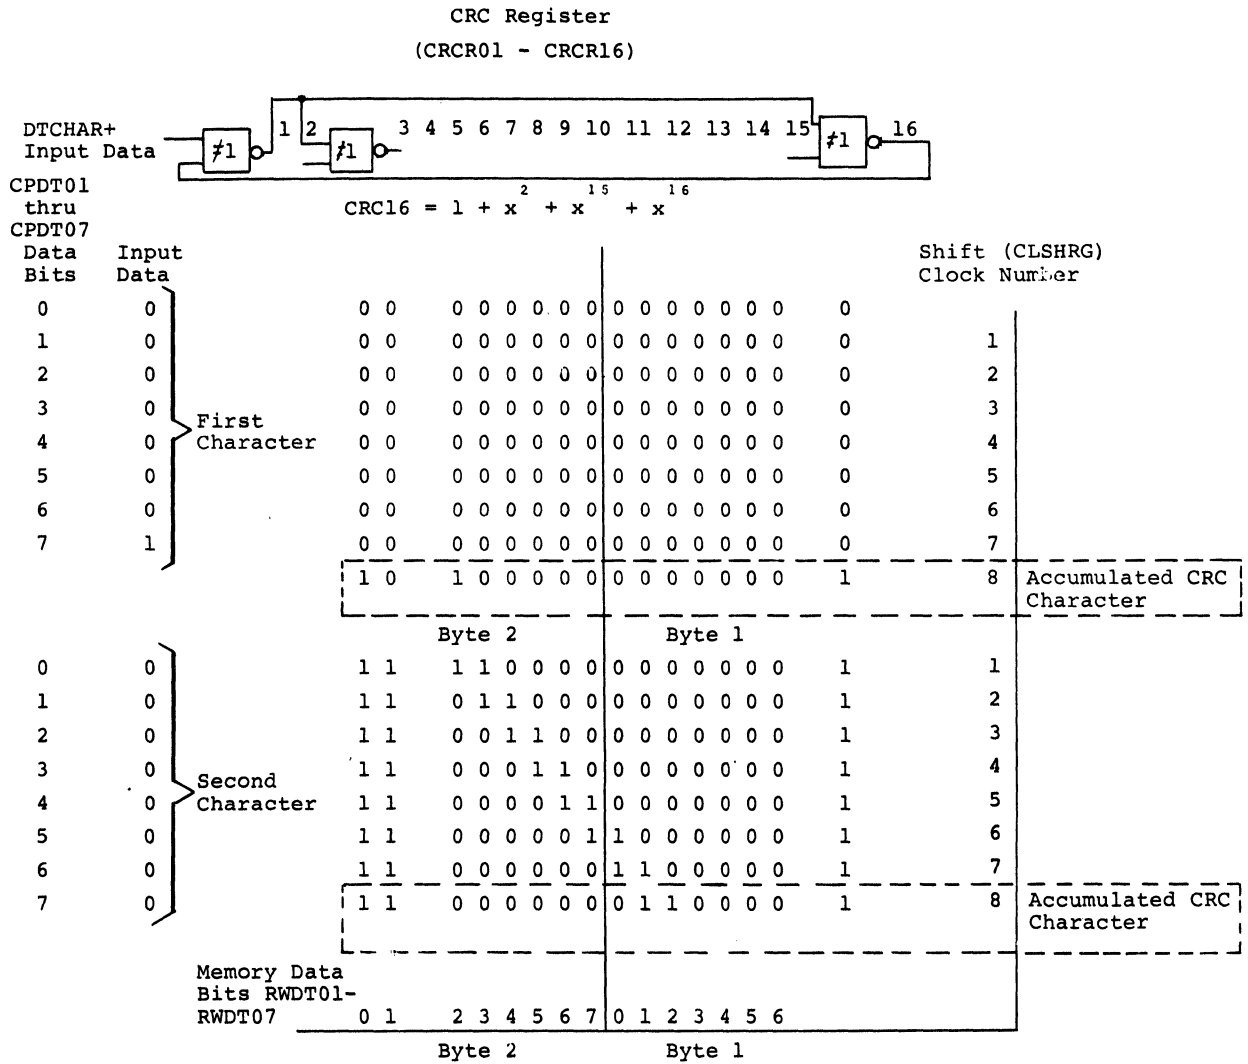 CRC Register
(CRCR01 - CRCR16)
DTCHAR+
Input Data
≠1
1 2
≠1
3 4 5 6 7 8 9 10 11 12 13 14 15
≠1
16
CPDT01
thru
CPDT07
CRC16 = 1 + x^2 + x^15 + x^16
Data Bits
Input Data
Shift (CLSHRG)
Clock Number
0 0 0 0 0 0 0 0 0 0 0 0 0 0 0 0 0 0
1 0 0 0 0 0 0 0 0 0 0 0 0 0 0 0 0 0 1
2 0 0 0 0 0 0 0 0 0 0 0 0 0 0 0 0 0 2
3 0 0 0 0 0 0 0 0 0 0 0 0 0 0 0 0 0 3
First
Character
4 0 0 0 0 0 0 0 0 0 0 0 0 0 0 0 0 0 4
5 0 0 0 0 0 0 0 0 0 0 0 0 0 0 0 0 0 5
6 0 0 0 0 0 0 0 0 0 0 0 0 0 0 0 0 0 6
7 1 0 0 0 0 0 0 0 0 0 0 0 0 0 0 0 0 7
1 0 1 0 0 0 0 0 0 0 0 0 0 0 0 1 8 Accumulated CRC
Character
Byte 2 Byte 1
0 0 1 1 1 1 0 0 0 0 0 0 0 0 0 0 0 1 1
1 0 1 1 0 1 1 0 0 0 0 0 0 0 0 0 0 1 2
2 0 1 1 0 0 1 1 0 0 0 0 0 0 0 0 0 1 3
3 0 1 1 0 0 0 1 1 0 0 0 0 0 0 0 0 1 4
Second
Character
4 0 1 1 0 0 0 0 1 1 0 0 0 0 0 0 0 1 5
5 0 1 1 0 0 0 0 0 1 1 0 0 0 0 0 0 1 6
6 0 1 1 0 0 0 0 0 0 1 1 0 0 0 0 0 1 7
7 0 1 1 0 0 0 0 0 0 0 1 1 0 0 0 0 1 8 Accumulated CRC
Character
Memory Data
Bits RWDT01-
RWDT07 0 1 2 3 4 5 6 7 0 1 2 3 4 5 6
Byte 2 Byte 1